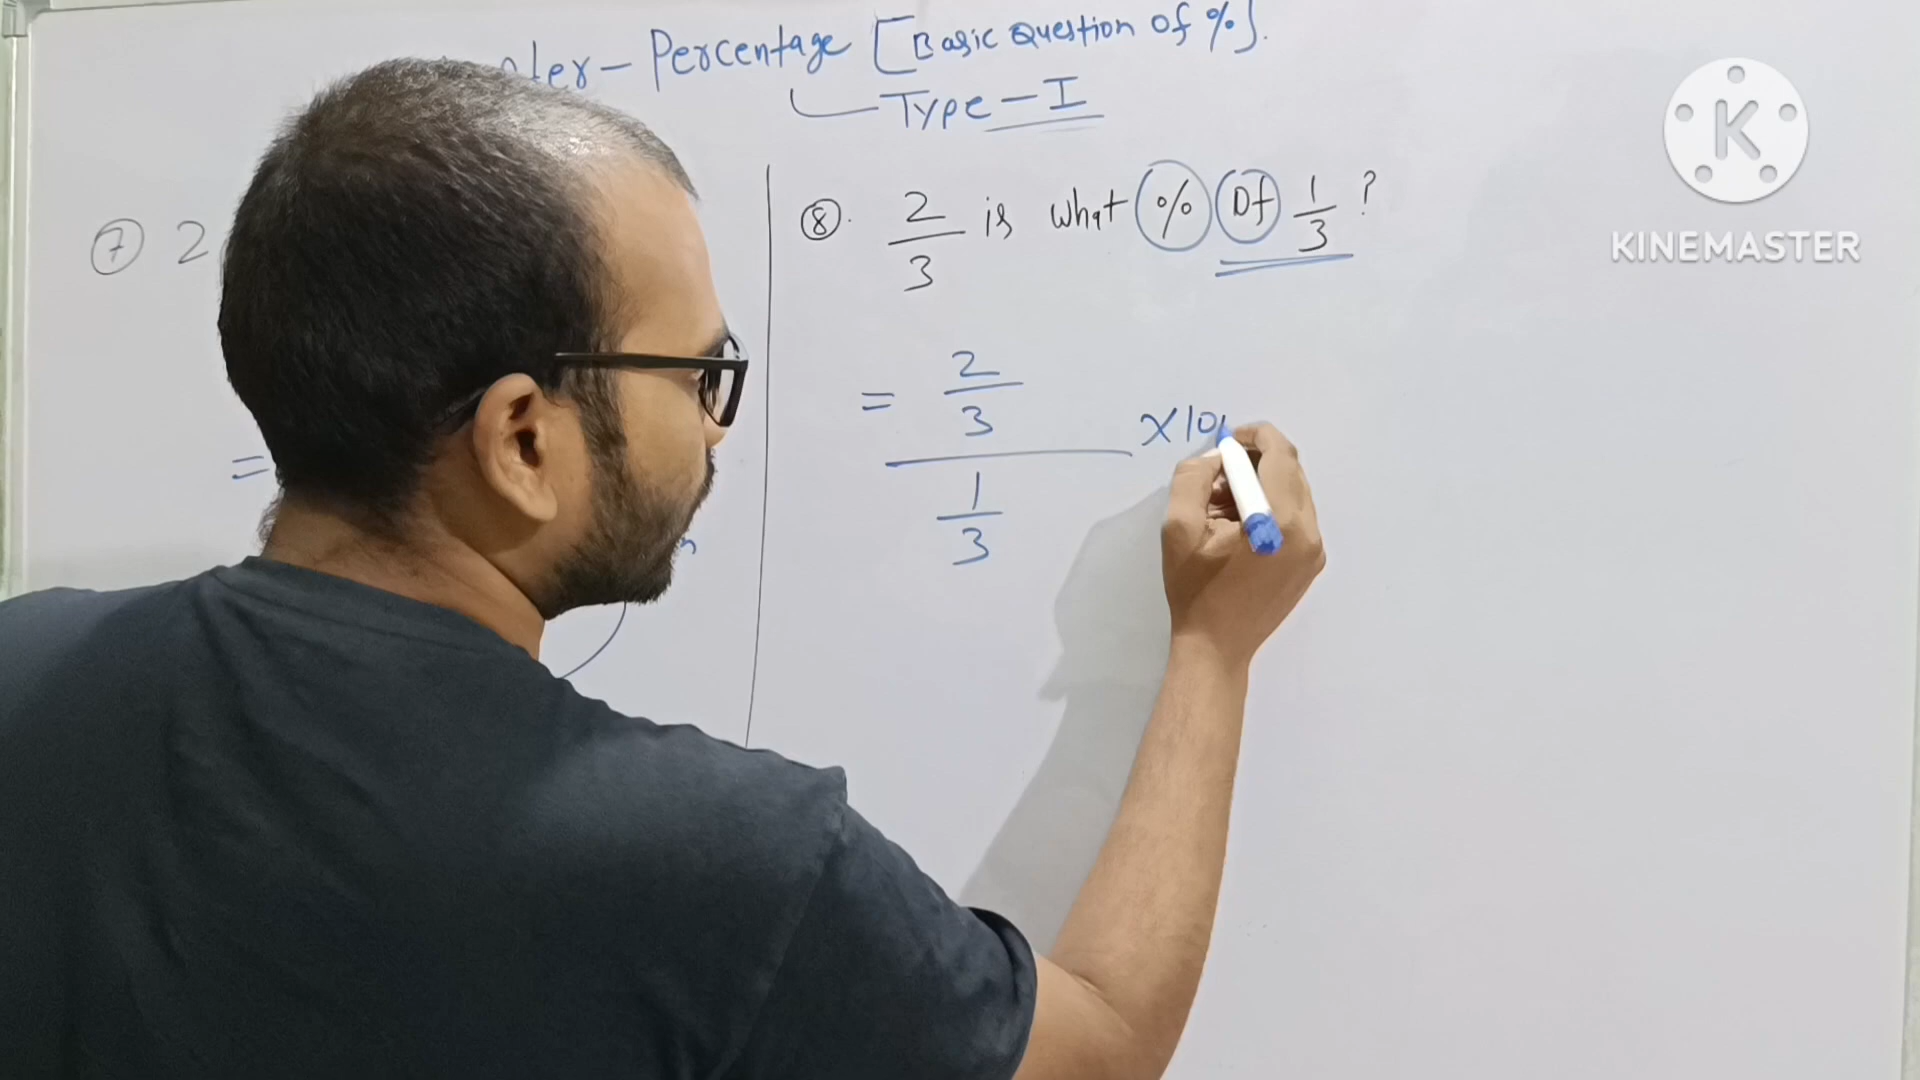 Percentage [Basic Question Of %].
Type - I
KINEMASTER
⑦ 2
=
⑧. 2/3 is what % Of 1/3 ?
= 2/3
× 10
1/3